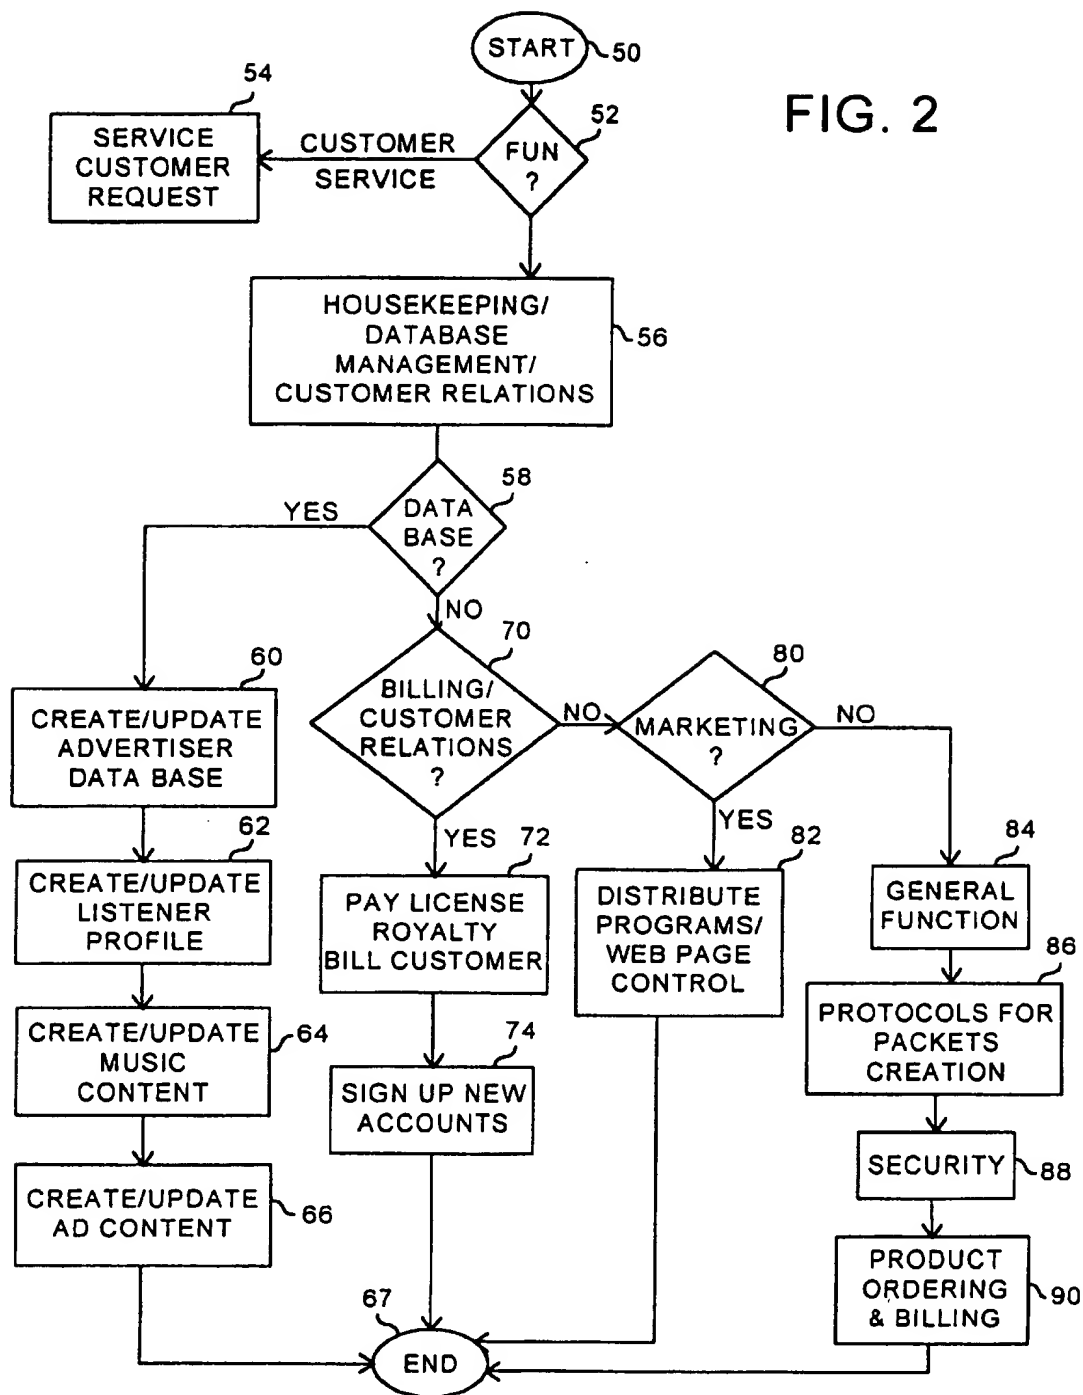 START
50
FIG. 2
54
52
SERVICE
CUSTOMER
REQUEST
CUSTOMER
SERVICE
FUN
?
HOUSEKEEPING/
DATABASE
MANAGEMENT/
CUSTOMER RELATIONS
56
58
YES
DATA
BASE
?
NO
60
70
80
CREATE/UPDATE
ADVERTISER
DATA BASE
BILLING/
CUSTOMER
RELATIONS
?
NO
MARKETING
?
NO
YES
YES
62
72
82
84
CREATE/UPDATE
LISTENER
PROFILE
PAY LICENSE
ROYALTY
BILL CUSTOMER
DISTRIBUTE
PROGRAMS/
WEB PAGE
CONTROL
GENERAL
FUNCTION
86
CREATE/UPDATE
MUSIC
CONTENT
64
74
SIGN UP NEW
ACCOUNTS
PROTOCOLS FOR
PACKETS
CREATION
SECURITY
88
CREATE/UPDATE
AD CONTENT
66
PRODUCT
ORDERING
& BILLING
90
67
END